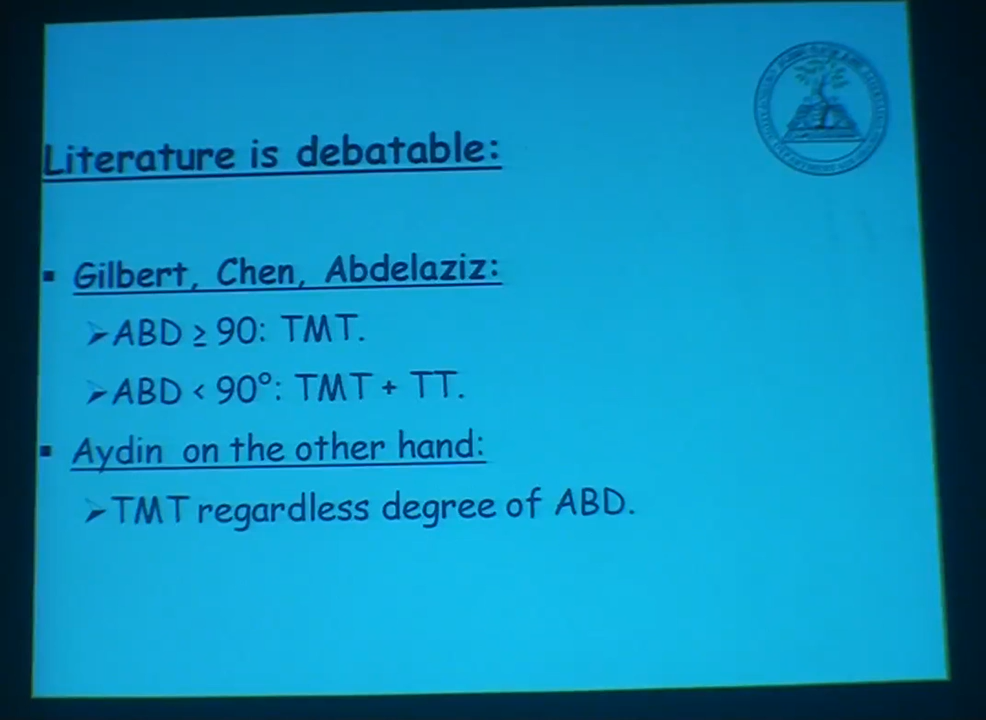 Literature is debatable:
▪ Gilbert, Chen, Abdelaziz:
➢ABD ≥ 90: TMT.
➢ABD < 90°: TMT + TT.
▪ Aydin on the other hand:
➢TMT regardless degree of ABD.